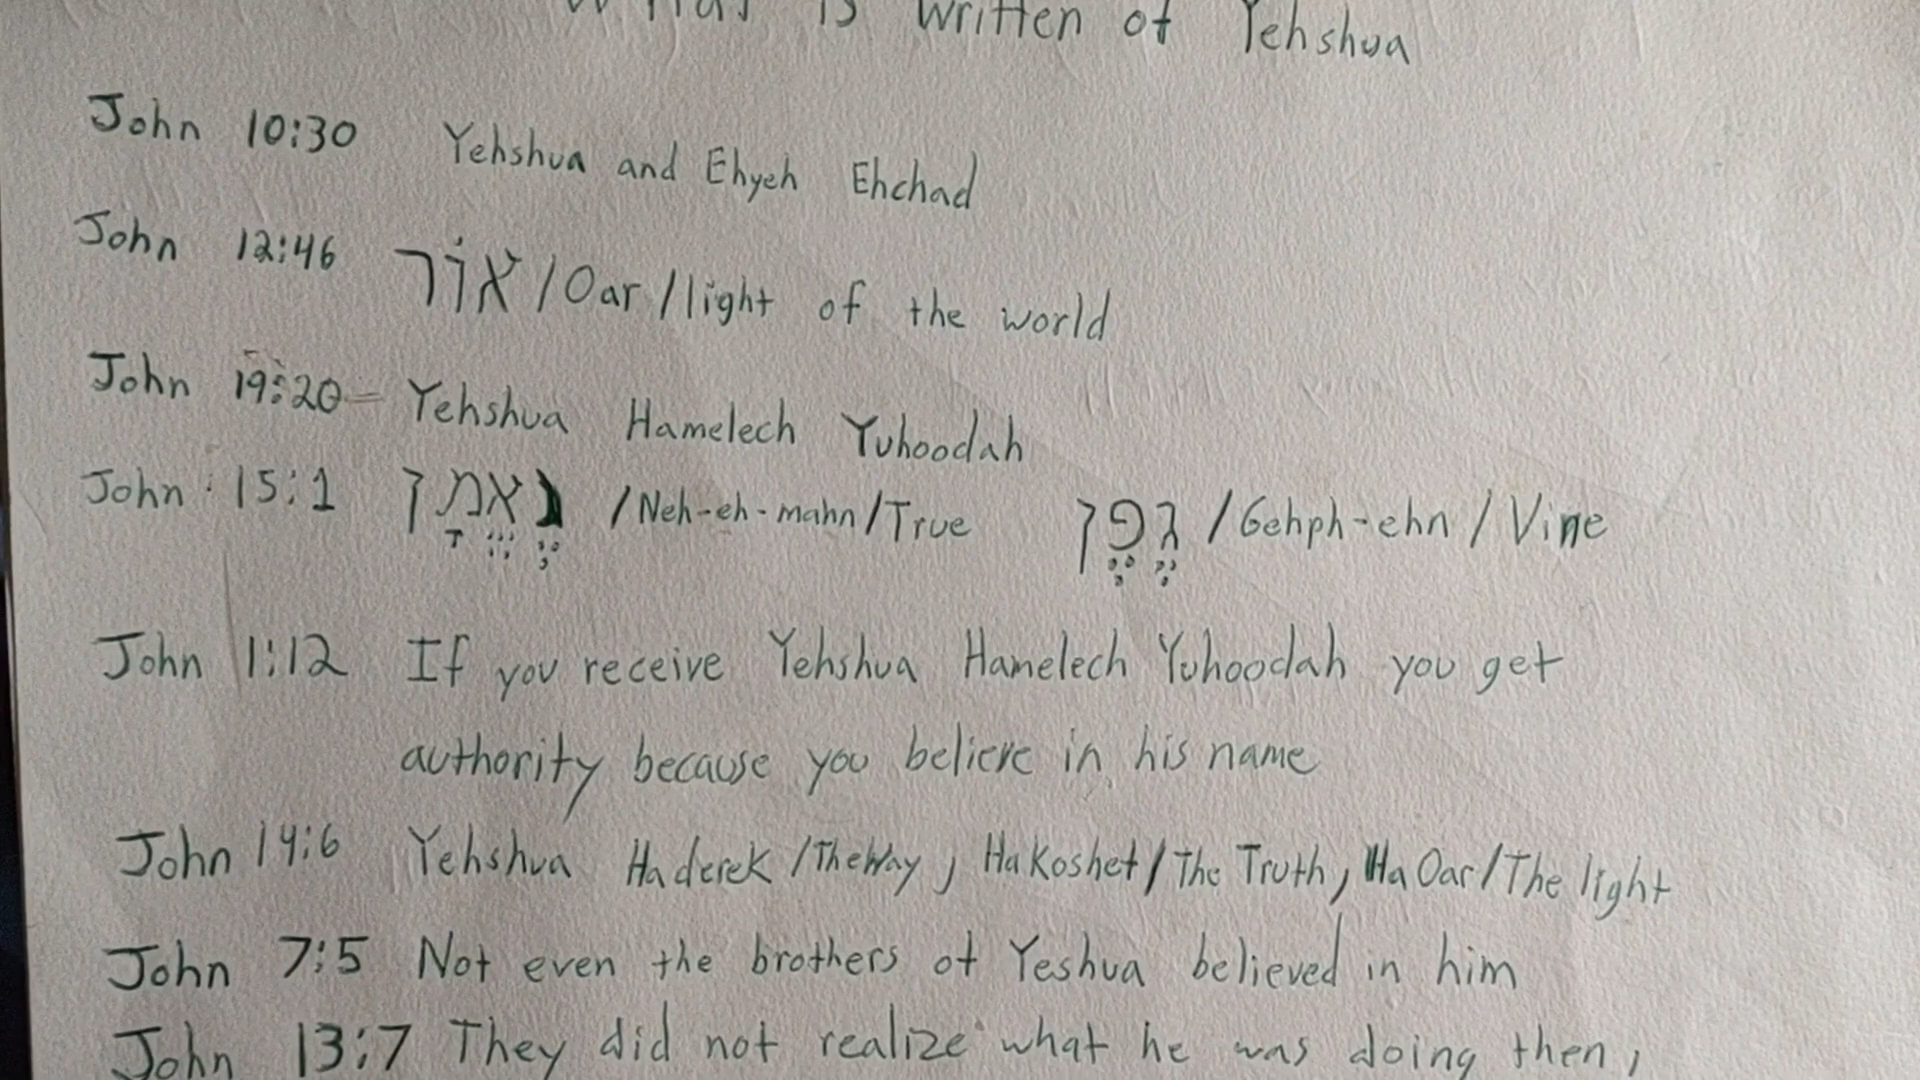 What is written of Yehshua
John 10:30 Yehshua and Ehyeh Ehchad
John 12:46 אוֹר / Oar / light of the world
John 19:20 Yehshua Hamelech Yuhoodah
John 15:1 נֶאֱמָן / Neh-eh-mahn / True גֶפֶן / Gehph-ehn / Vine
John 1:12 If you receive Yehshua Hamelech Yuhoodah you get
authority because you believe in his name
John 14:6 Yehshua Haderek / The Way, Ha Koshet / The Truth, Ha Oar / The light
John 7:5 Not even the brothers of Yeshua believed in him
John 13:7 They did not realize what he was doing then,